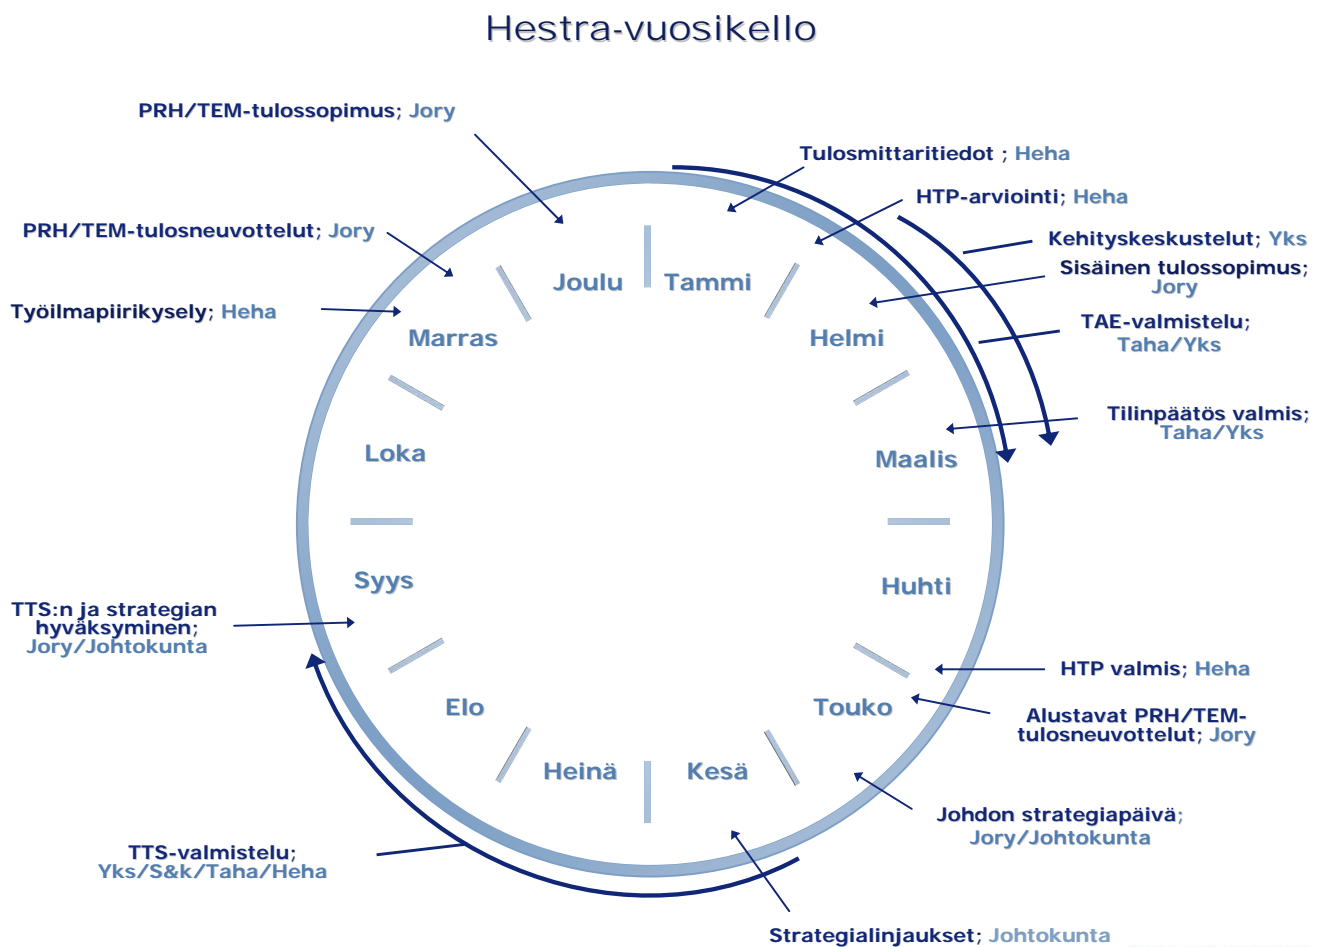 Hestra-vuosikello
PRH/TEM-tulossopimus; Jory
Tulosmittaritiedot ; Heha
HTP-arviointi; Heha
PRH/TEM-tulosneuvottelut; Jory
Kehityskeskustelut; Yks
Sisäinen tulossopimus;
Jory
Työilmapiirikysely; Heha
TAE-valmistelu;
Taha/Yks
Tilinpäätös valmis;
Taha/Yks
Joulu
Tammi
Marras
Helmi
Loka
Maalis
Syys
Huhti
Elo
Touko
Heinä
Kesä
TTS:n ja strategian
hyväksyminen;
Jory/Johtokunta
HTP valmis; Heha
Alustavat PRH/TEM-
tulosneuvottelut; Jory
Johdon strategiapäivä;
Jory/Johtokunta
TTS-valmistelu;
Yks/S&k/Taha/Heha
Strategialinjaukset; Johtokunta